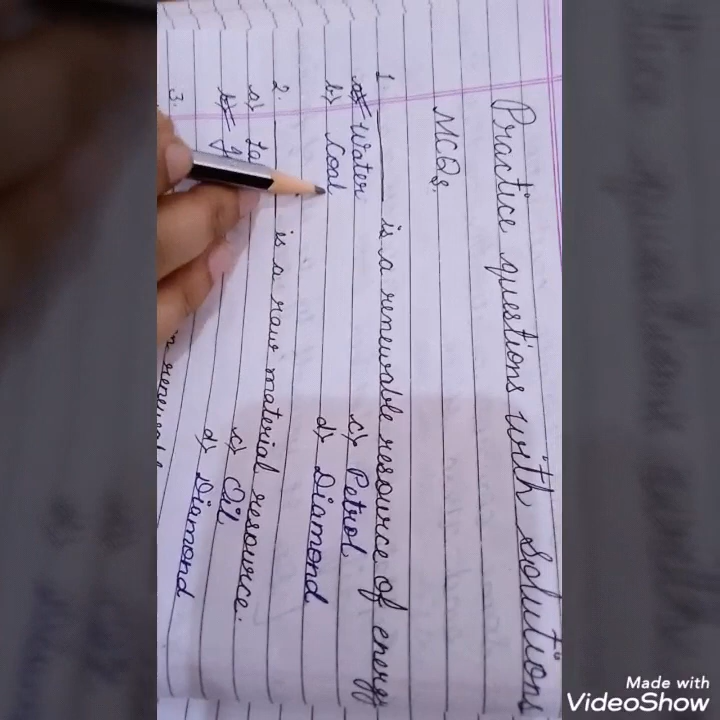 Practice questions with solutions
MCQs.
1. ______ is a renewable resource of energy
a) Water c) Petrol
b) Coal d) Diamond
2. ______ is a raw material resource.
a) c) Oil
b) d) Diamond
3.
Made with
VideoShow